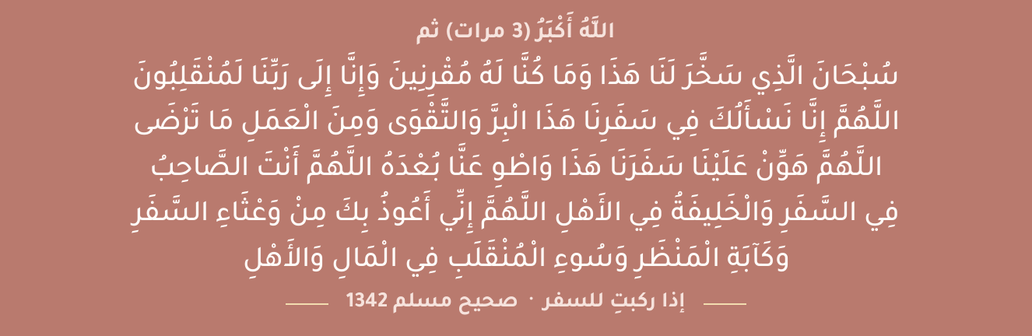 اللَّهُ أَكْبَرُ (3 مرات) ثم
سُبْحَانَ الَّذِي سَخَّرَ لَنَا هَذَا وَمَا كُنَّا لَهُ مُقْرِنِينَ وَإِنَّا إِلَى رَبِّنَا لَمُنْقَلِبُونَ
اللَّهُمَّ إِنَّا نَسْأَلُكَ فِي سَفَرِنَا هَذَا الْبِرَّ وَالتَّقْوَى وَمِنَ الْعَمَلِ مَا تَرْضَى
اللَّهُمَّ هَوِّنْ عَلَيْنَا سَفَرَنَا هَذَا وَاطْوِ عَنَّا بُعْدَهُ اللَّهُمَّ أَنْتَ الصَّاحِبُ
فِي السَّفَرِ وَالْخَلِيفَةُ فِي الأَهْلِ اللَّهُمَّ إِنِّي أَعُوذُ بِكَ مِنْ وَعْثَاءِ السَّفَرِ
وَكَآبَةِ الْمَنْظَرِ وَسُوءِ الْمُنْقَلَبِ فِي الْمَالِ وَالأَهْلِ
إذا ركبتِ للسفر · صحيح مسلم 1342